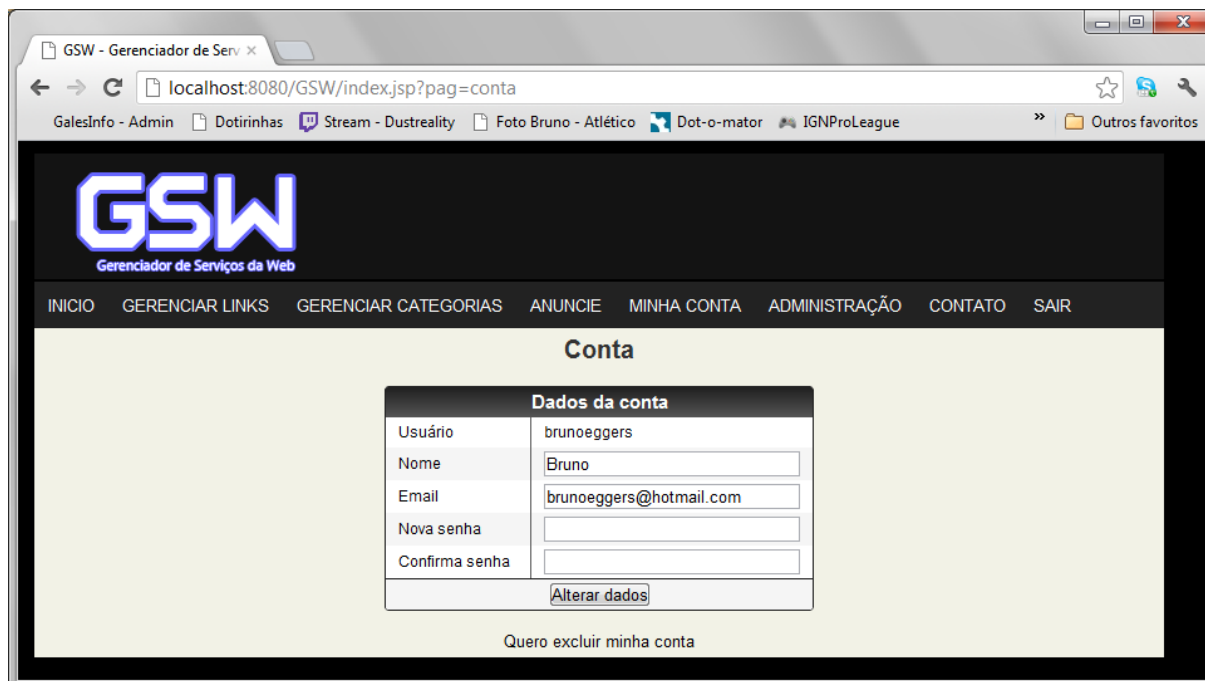 GSW - Gerenciador de Serv
localhost:8080/GSW/index.jsp?pag=conta
GalesInfo - Admin Dotirinhas Stream - Dustreality Foto Bruno - Atlético Dot-o-mator IGNProLeague » Outros favoritos
GSW
Gerenciador de Serviços da Web
INICIO GERENCIAR LINKS GERENCIAR CATEGORIAS ANUNCIE MINHA CONTA ADMINISTRAÇÃO CONTATO SAIR
Conta
Dados da conta
Usuário brunoeggers
Nome Bruno
Email brunoeggers@hotmail.com
Nova senha
Confirma senha
Alterar dados
Quero excluir minha conta